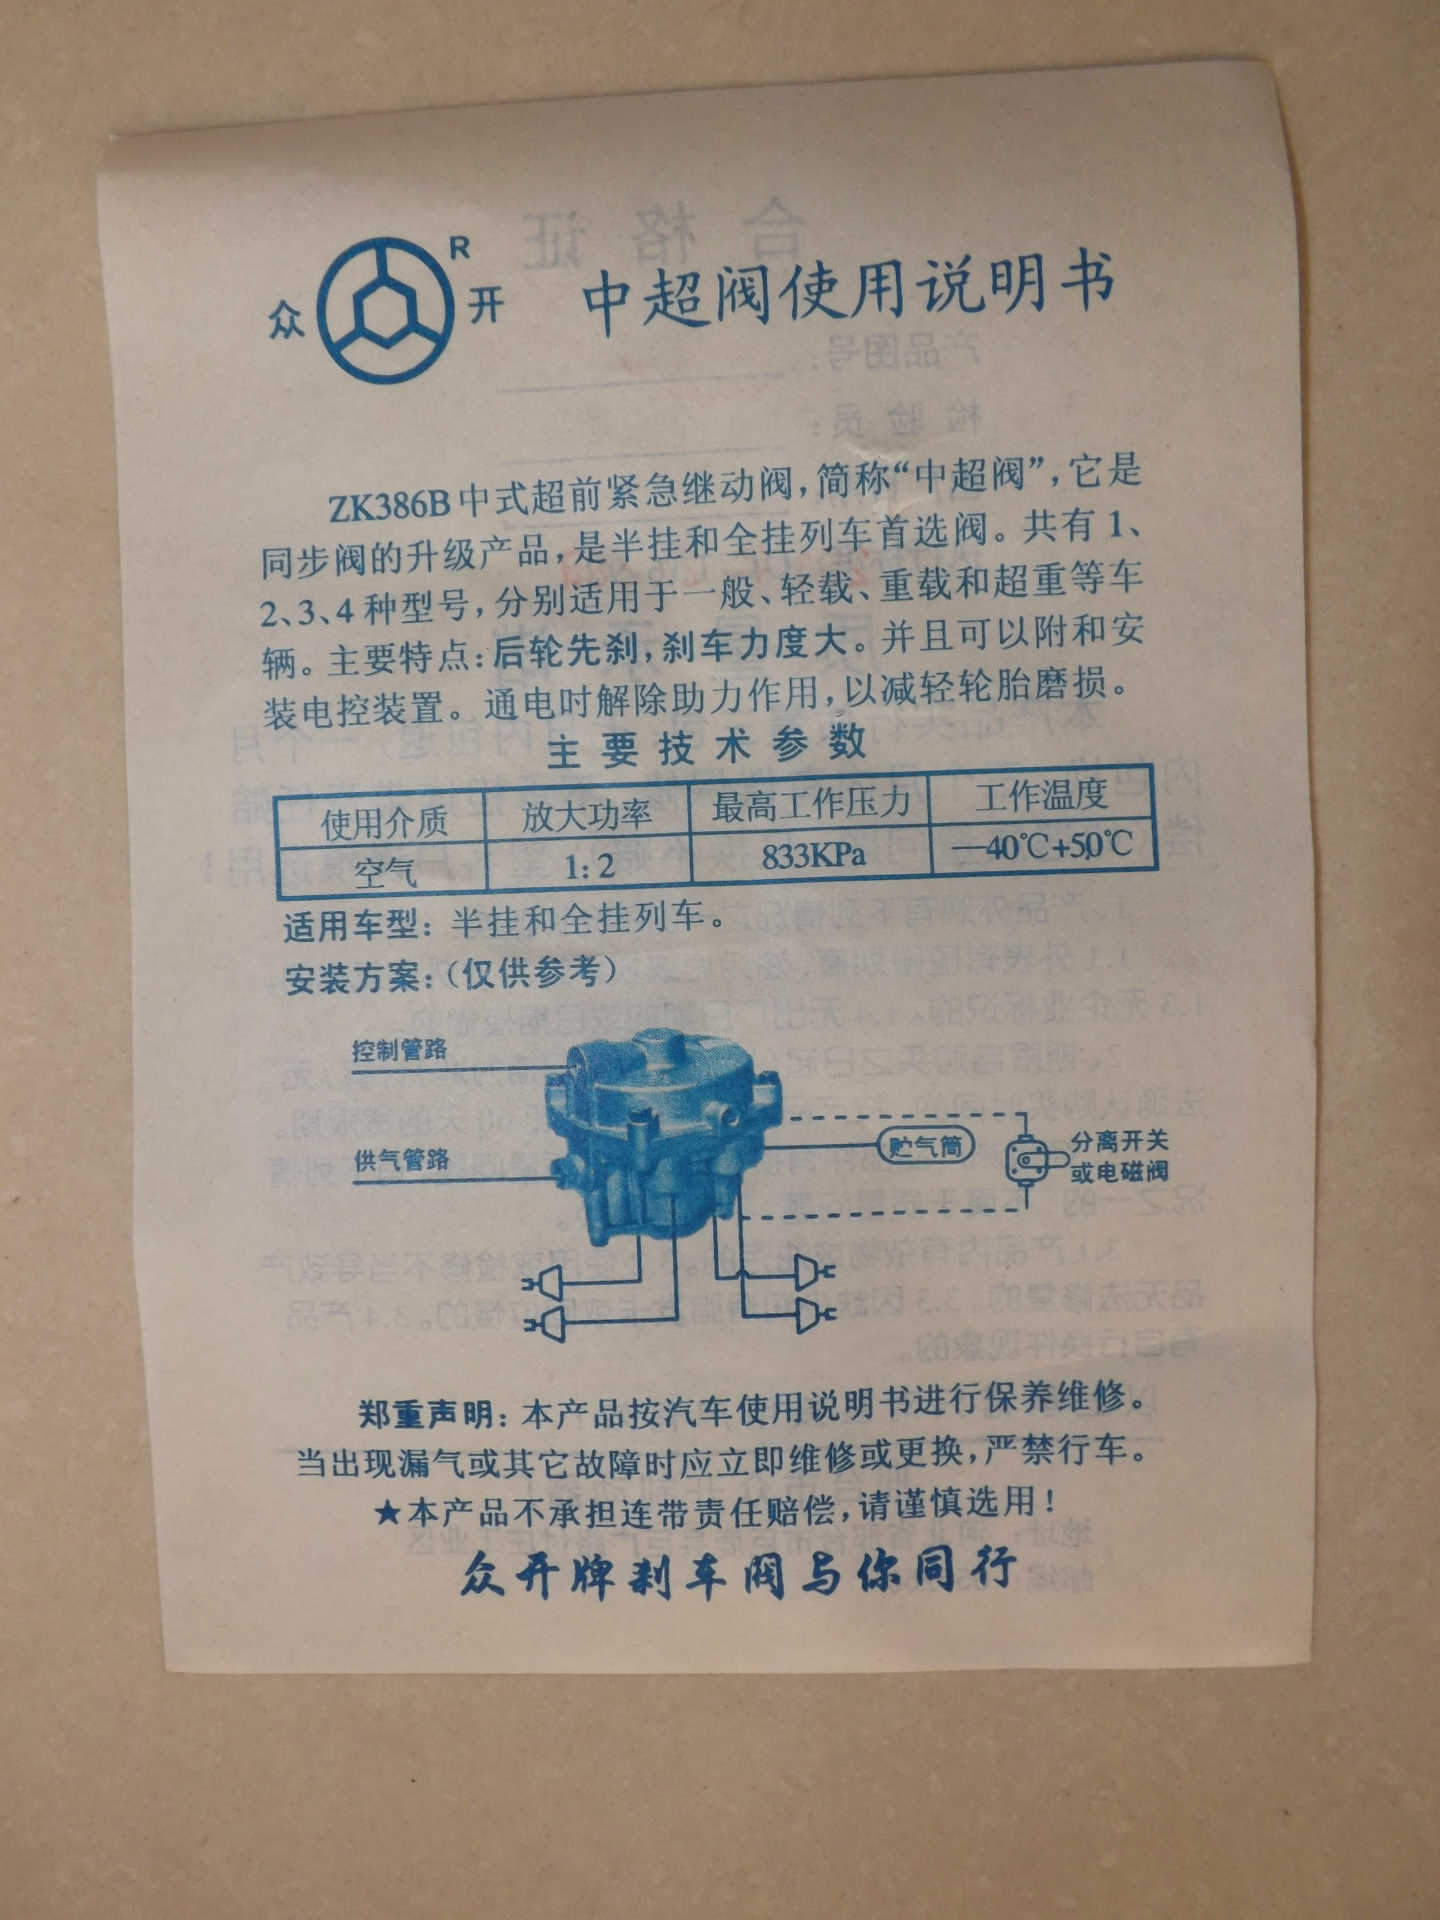 众 R 开 中超阀使用说明书
ZK386B中式超前紧急继动阀，简称“中超阀”，它是
同步阀的升级产品，是半挂和全挂列车首选阀。共有1、
2、3、4种型号，分别适用于一般、轻载、重载和超重等车
辆。主要特点：后轮先刹，刹车力度大。并且可以附和安
装电控装置。通电吋解除助力作用，以减轻轮胎磨损。
主要技术参数
使用介质 放大功率 最高工作压力 工作温度
空气 1:2 833KPa —40℃+50℃
适用车型：半挂和全挂列车。
安装方案：（仅供参考）
控制管路
供气管路
贮气筒
分离开关
或电磁阀
郑重声明：本产品按汽车使用说明书进行保养维修。
当出现漏气或其它故障时应立即维修或更换，严禁行车。
★本产品不承担连带责任赔偿，请谨慎选用！
众开牌刹车阀与你同行
合格证
产品图号：
检验员：